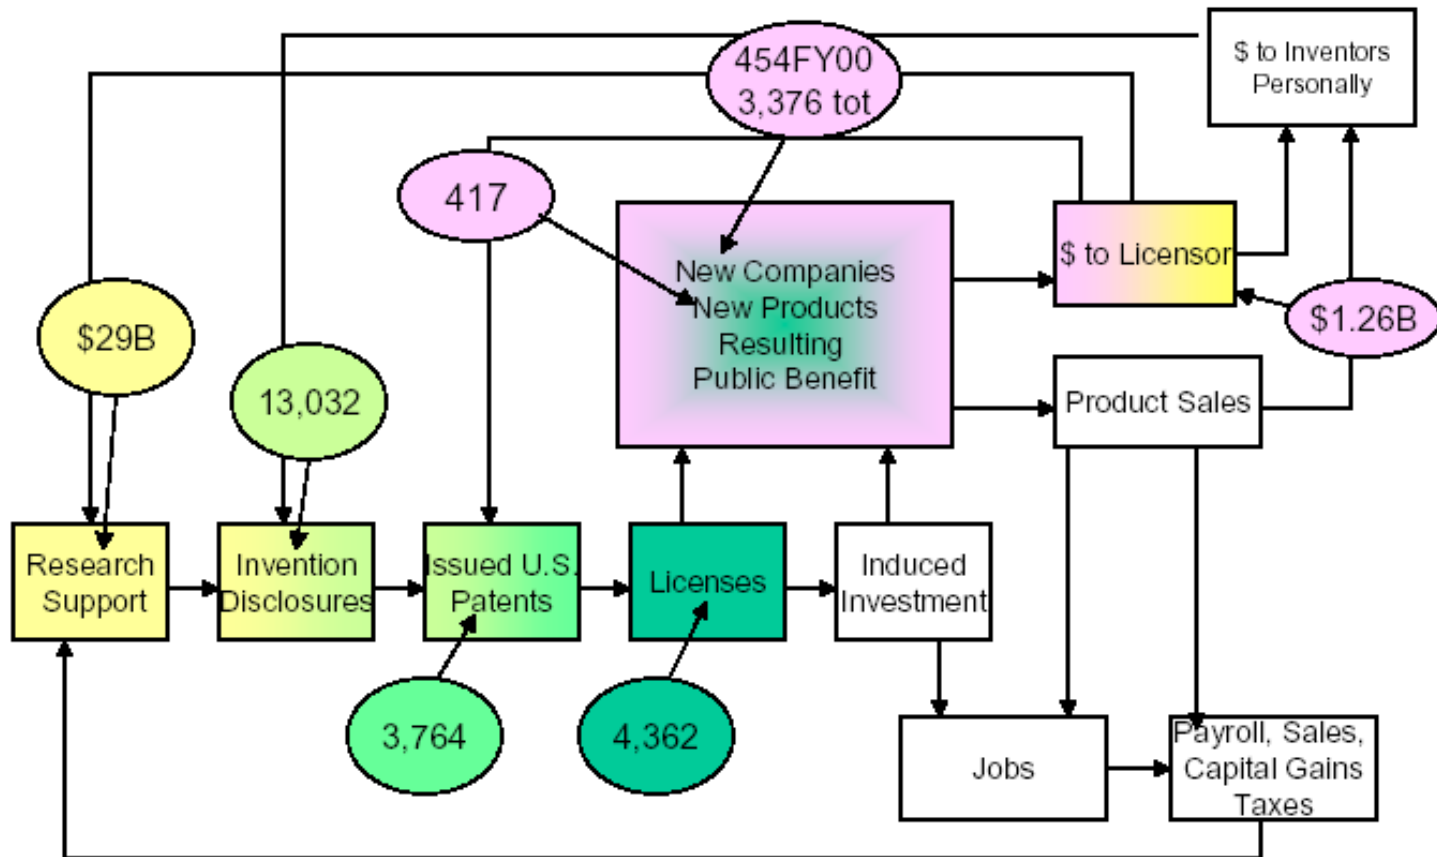 $ to Inventors
Personally
454FY00
3,376 tot
417
$ to Licensor
New Companies
New Products
Resulting
Public Benefit
$29B
$1.26B
13,032
Product Sales
Research
Support
Invention
Disclosures
Issued U.S.
Patents
Licenses
Induced
Investment
3,764
4,362
Jobs
Payroll, Sales,
Capital Gains
Taxes